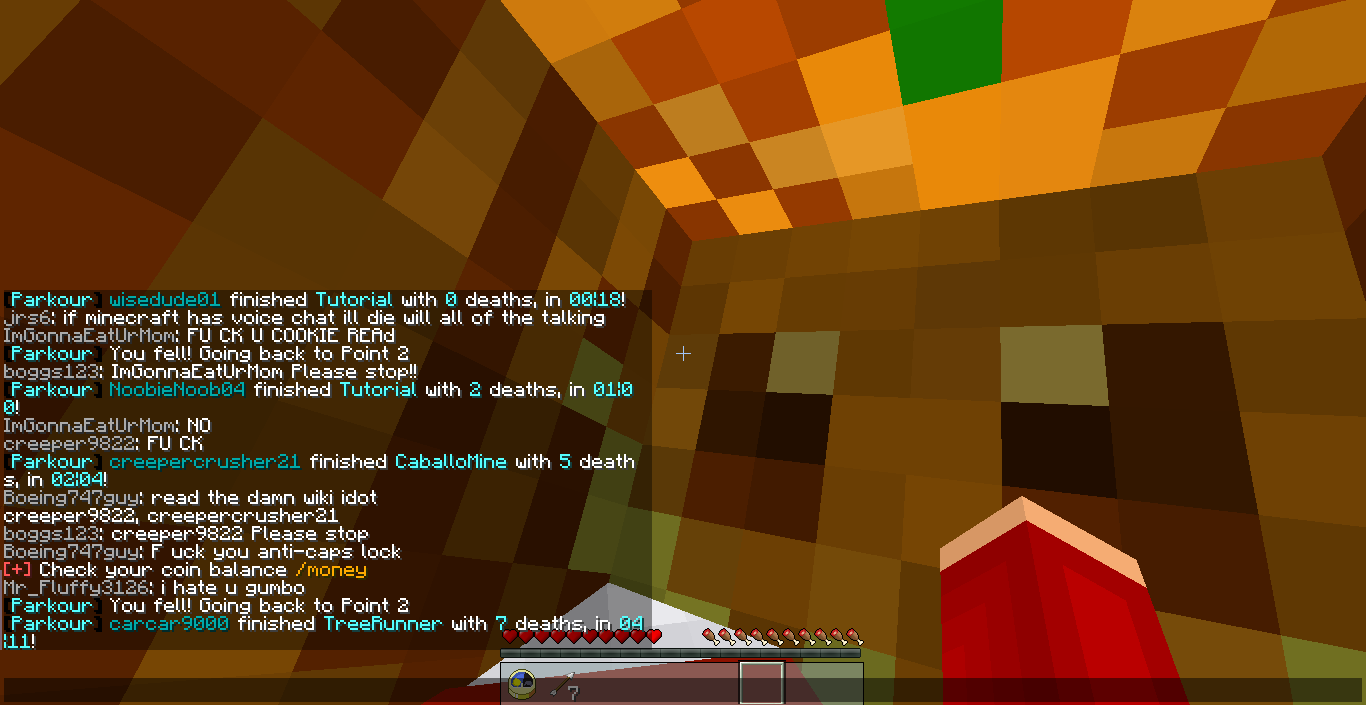 [Parkour] wisedude01 finished Tutorial with 0 deaths, in 00:18!
jrs6: if minecraft has voice chat ill die will all of the talking
ImGonnaEatUrMom: FU CK U COOKIE REAd
[Parkour] You fell! Going back to Point 2
boggs123: ImGonnaEatUrMom Please stop!!
[Parkour] NoobieNoob04 finished Tutorial with 2 deaths, in 01:0
0!
ImGonnaEatUrMom: NO
creeper9822: FU CK
[Parkour] creepercrusher21 finished CaballoMine with 5 death
s, in 02:04!
Boeing747guy: read the damn wiki idot
creeper9822, creepercrusher21
boggs123: creeper9822 Please stop
Boeing747guy: F uck you anti-caps lock
[+] Check your coin balance /money
Mr_Fluffy3126: i hate u gumbo
[Parkour] You fell! Going back to Point 2
[Parkour] carcar9000 finished TreeRunner with 7 deaths, in 04
:11!
7